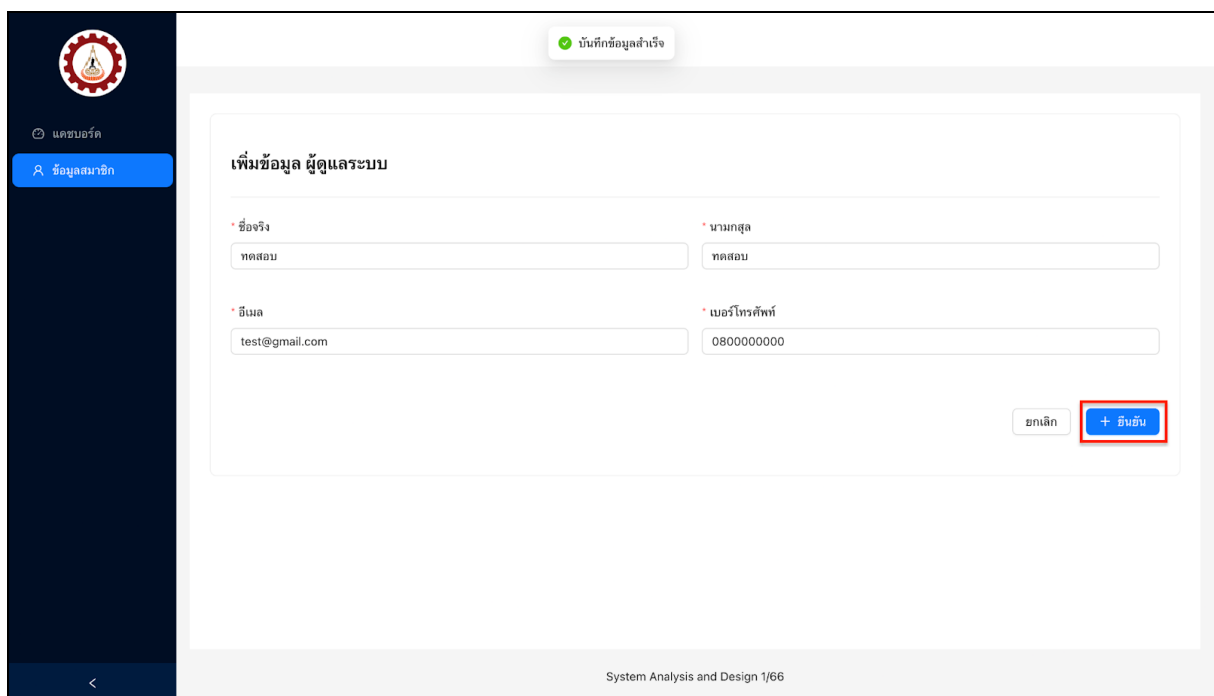 บันทึกข้อมูลสำเร็จ
แดชบอร์ด
ข้อมูลสมาชิก
เพิ่มข้อมูล ผู้ดูแลระบบ
* ชื่อจริง
ทดสอบ
* นามกสุล
ทดสอบ
* อีเมล
test@gmail.com
* เบอร์โทรศัพท์
0800000000
ยกเลิก
+ ยืนยัน
System Analysis and Design 1/66